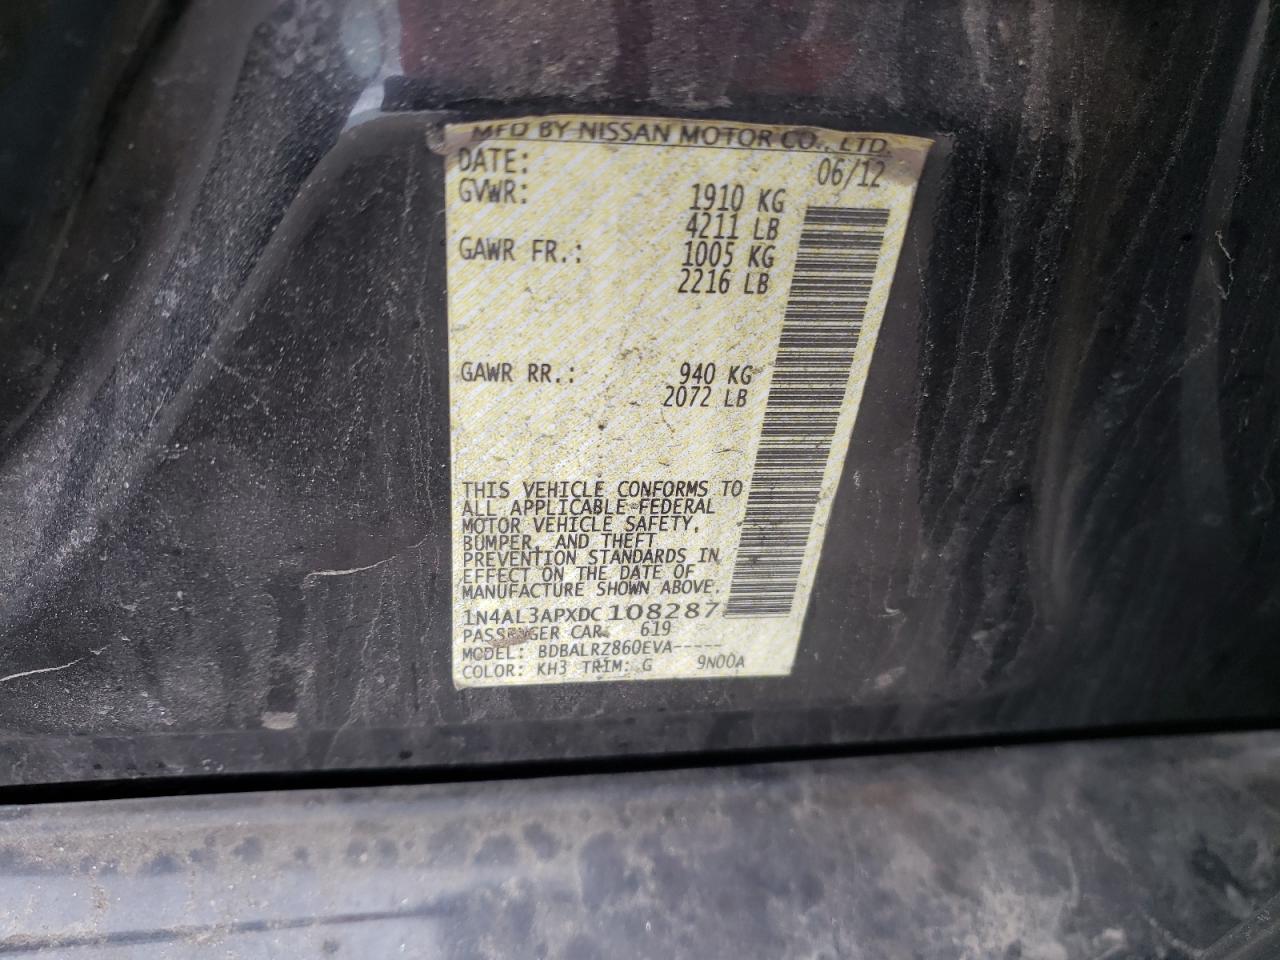 MFD BY NISSAN MOTOR CO., LTD.
DATE: 06/12
GVWR: 1910 KG
4211 LB
GAWR FR.: 1005 KG
2216 LB
GAWR RR.: 940 KG
2072 LB
THIS VEHICLE CONFORMS TO
ALL APPLICABLE FEDERAL
MOTOR VEHICLE SAFETY,
BUMPER, AND THEFT
PREVENTION STANDARDS IN
EFFECT ON THE DATE OF
MANUFACTURE SHOWN ABOVE.
1N4AL3APXDC108287
PASSENGER CAR 619
MODEL: BDBALRZ860EVA-----
COLOR: KH3 TRIM: G 9N00A